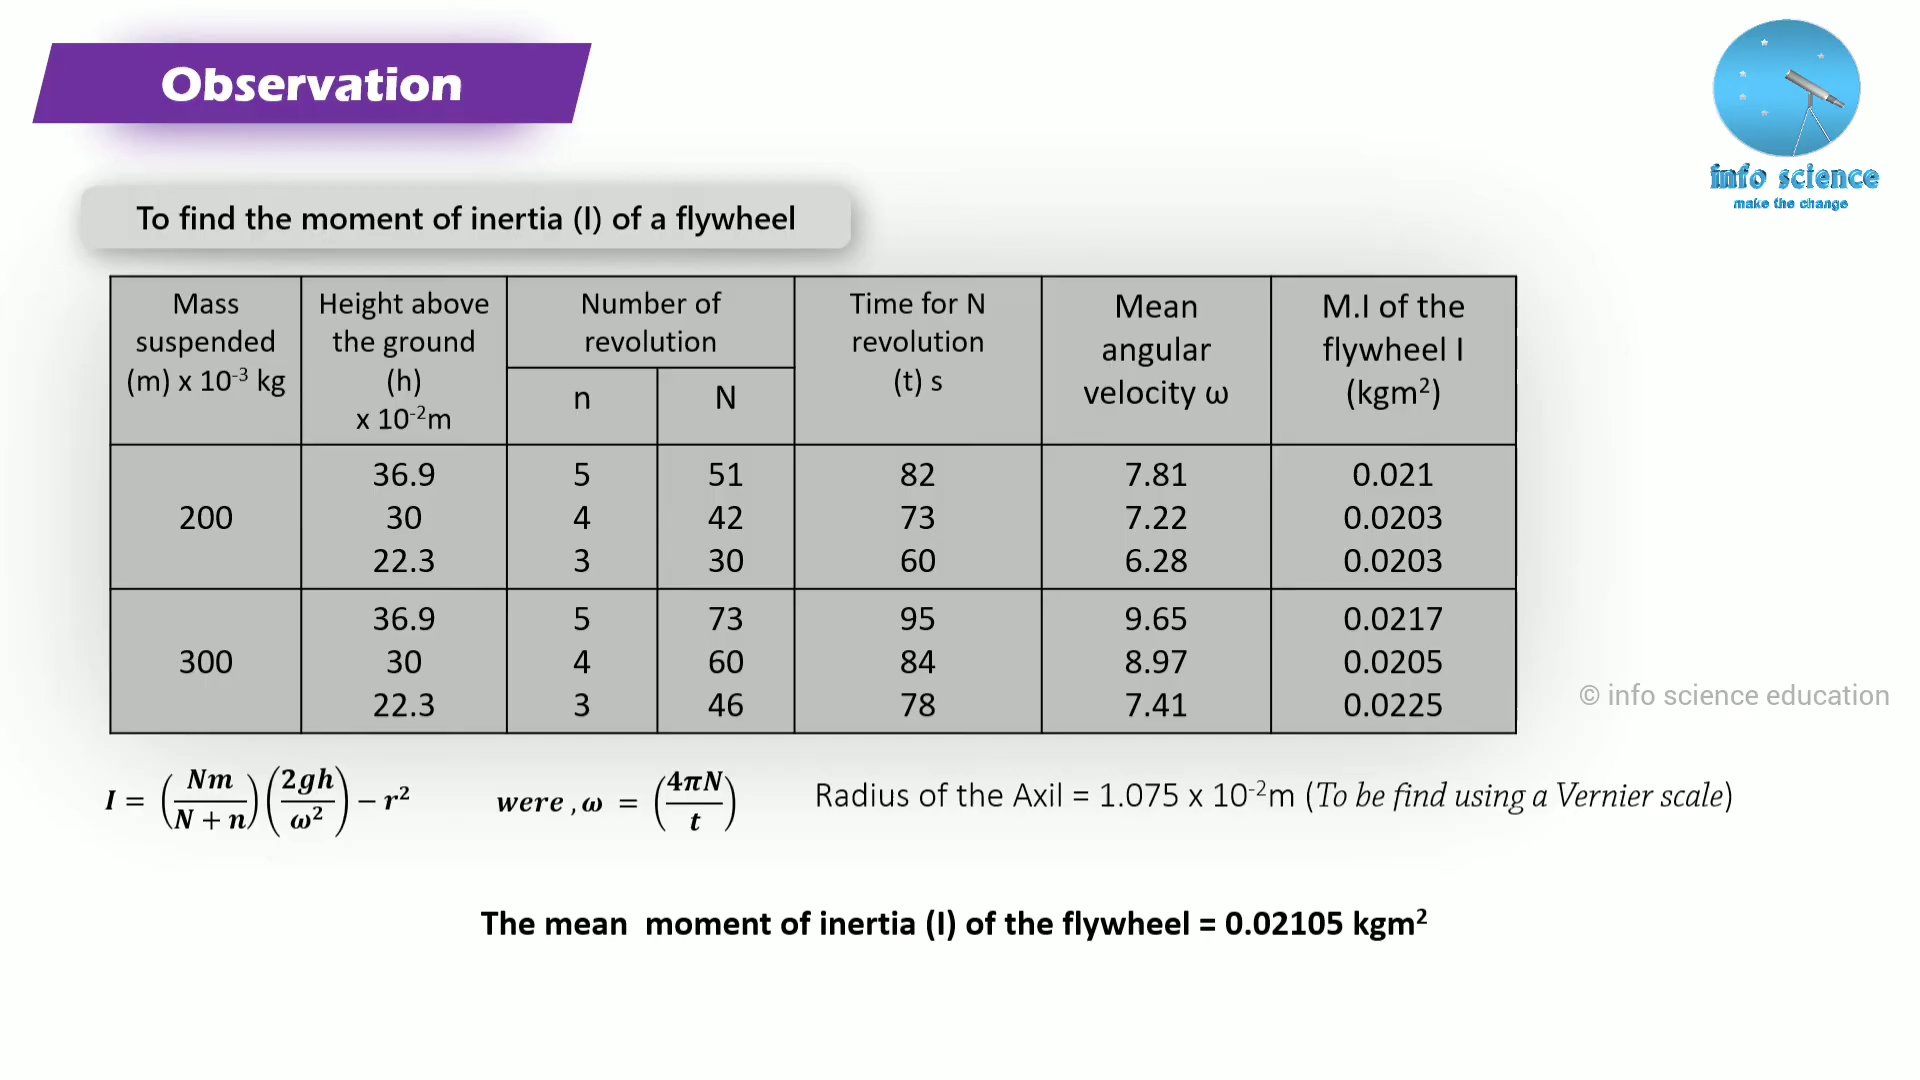 Observation
info science
make the change
To find the moment of inertia (I) of a flywheel
Mass suspended (m) x 10⁻³ kg
Height above the ground (h) x 10⁻²m
Number of revolution
n
N
Time for N revolution (t) s
Mean angular velocity ω
M.I of the flywheel I (kgm²)
200
36.9 5 51 82 7.81 0.021
30 4 42 73 7.22 0.0203
22.3 3 30 60 6.28 0.0203
300
36.9 5 73 95 9.65 0.0217
30 4 60 84 8.97 0.0205
22.3 3 46 78 7.41 0.0225
© info science education
I = (Nm / N + n) (2gh / ω²) − r² were , ω = (4πN / t) Radius of the Axil = 1.075 x 10⁻²m (To be find using a Vernier scale)
The mean moment of inertia (I) of the flywheel = 0.02105 kgm²